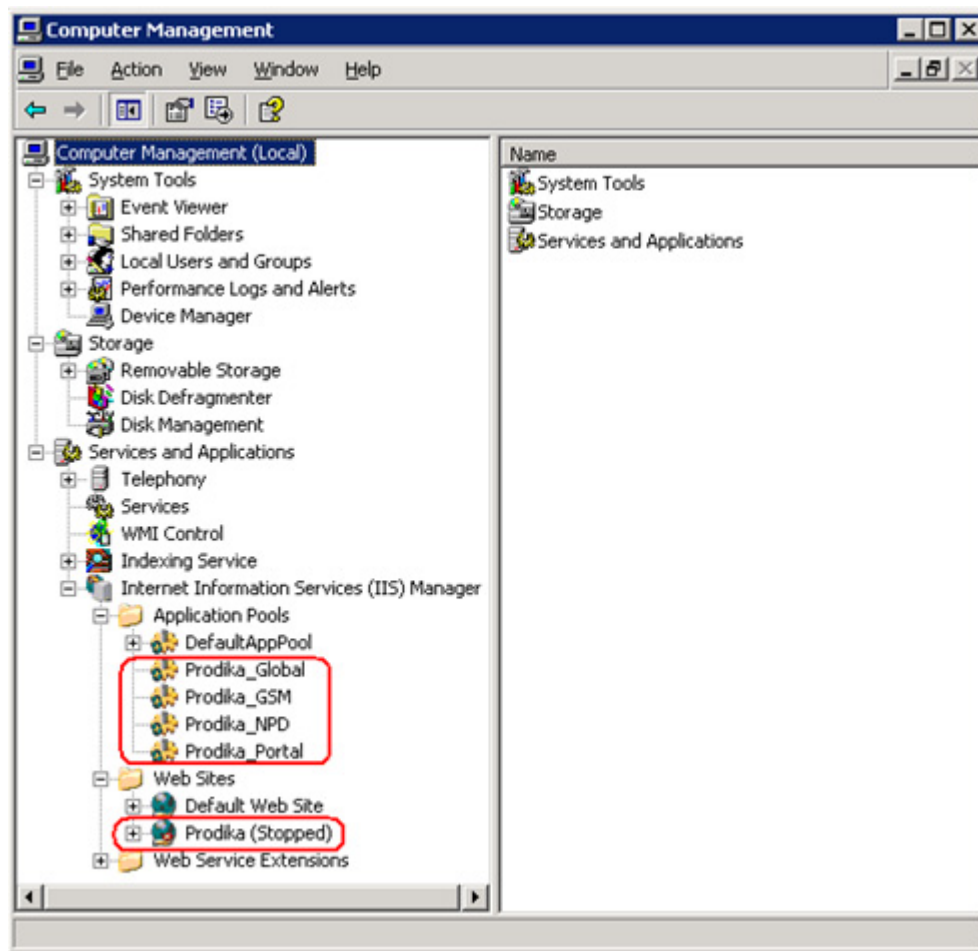 Computer Management
File Action View Window Help
Computer Management (Local)
System Tools
Event Viewer
Shared Folders
Local Users and Groups
Performance Logs and Alerts
Device Manager
Storage
Removable Storage
Disk Defragmenter
Disk Management
Services and Applications
Telephony
Services
WMI Control
Indexing Service
Internet Information Services (IIS) Manager
Application Pools
DefaultAppPool
Prodika_Global
Prodika_GSM
Prodika_NPD
Prodika_Portal
Web Sites
Default Web Site
Prodika (Stopped)
Web Service Extensions
Name
System Tools
Storage
Services and Applications